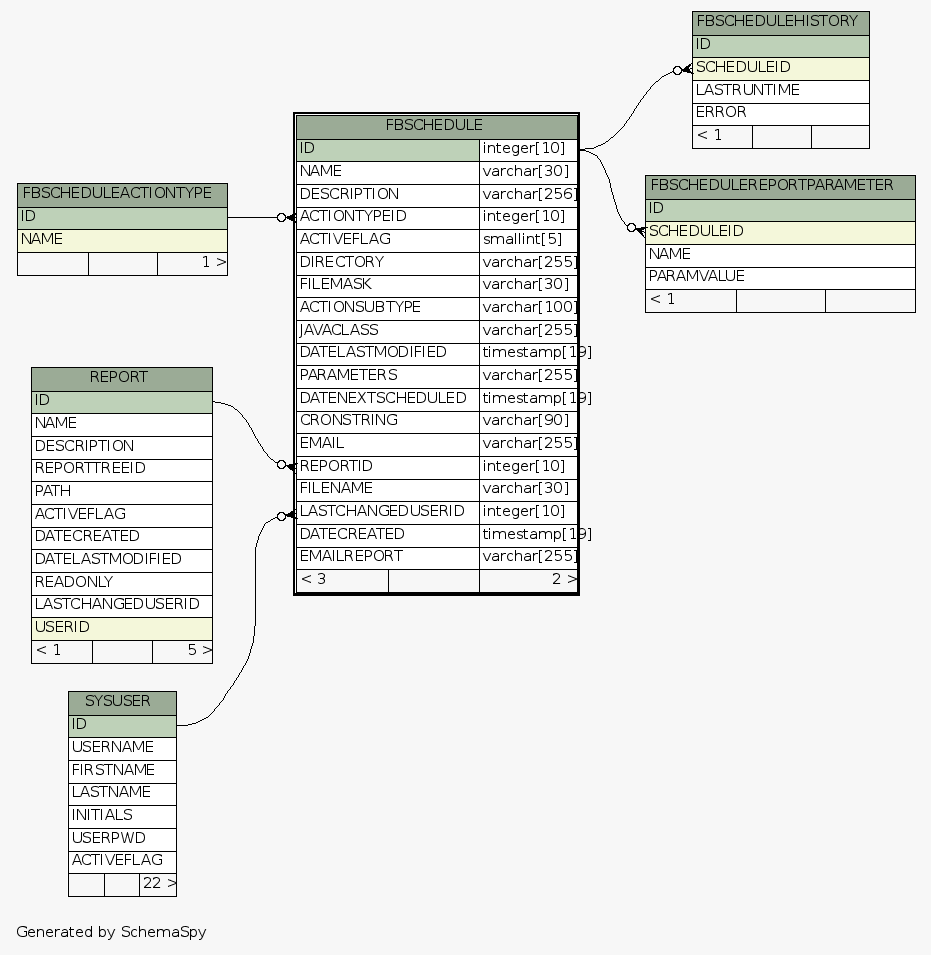 FBSCHEDULEHISTORY
ID
SCHEDULEID
LASTRUNTIME
ERROR
< 1
FBSCHEDULE
ID integer[10]
NAME varchar[30]
DESCRIPTION varchar[256]
ACTIONTYPEID integer[10]
ACTIVEFLAG smallint[5]
DIRECTORY varchar[255]
FILEMASK varchar[30]
ACTIONSUBTYPE varchar[100]
JAVACLASS varchar[255]
DATELASTMODIFIED timestamp[19]
PARAMETERS varchar[255]
DATENEXTSCHEDULED timestamp[19]
CRONSTRING varchar[90]
EMAIL varchar[255]
REPORTID integer[10]
FILENAME varchar[30]
LASTCHANGEDUSERID integer[10]
DATECREATED timestamp[19]
EMAILREPORT varchar[255]
< 3 2 >
FBSCHEDULEREPORTPARAMETER
ID
SCHEDULEID
NAME
PARAMVALUE
< 1
FBSCHEDULEACTIONTYPE
ID
NAME
1 >
REPORT
ID
NAME
DESCRIPTION
REPORTTREEID
PATH
ACTIVEFLAG
DATECREATED
DATELASTMODIFIED
READONLY
LASTCHANGEDUSERID
USERID
< 1 5 >
SYSUSER
ID
USERNAME
FIRSTNAME
LASTNAME
INITIALS
USERPWD
ACTIVEFLAG
22 >
Generated by SchemaSpy